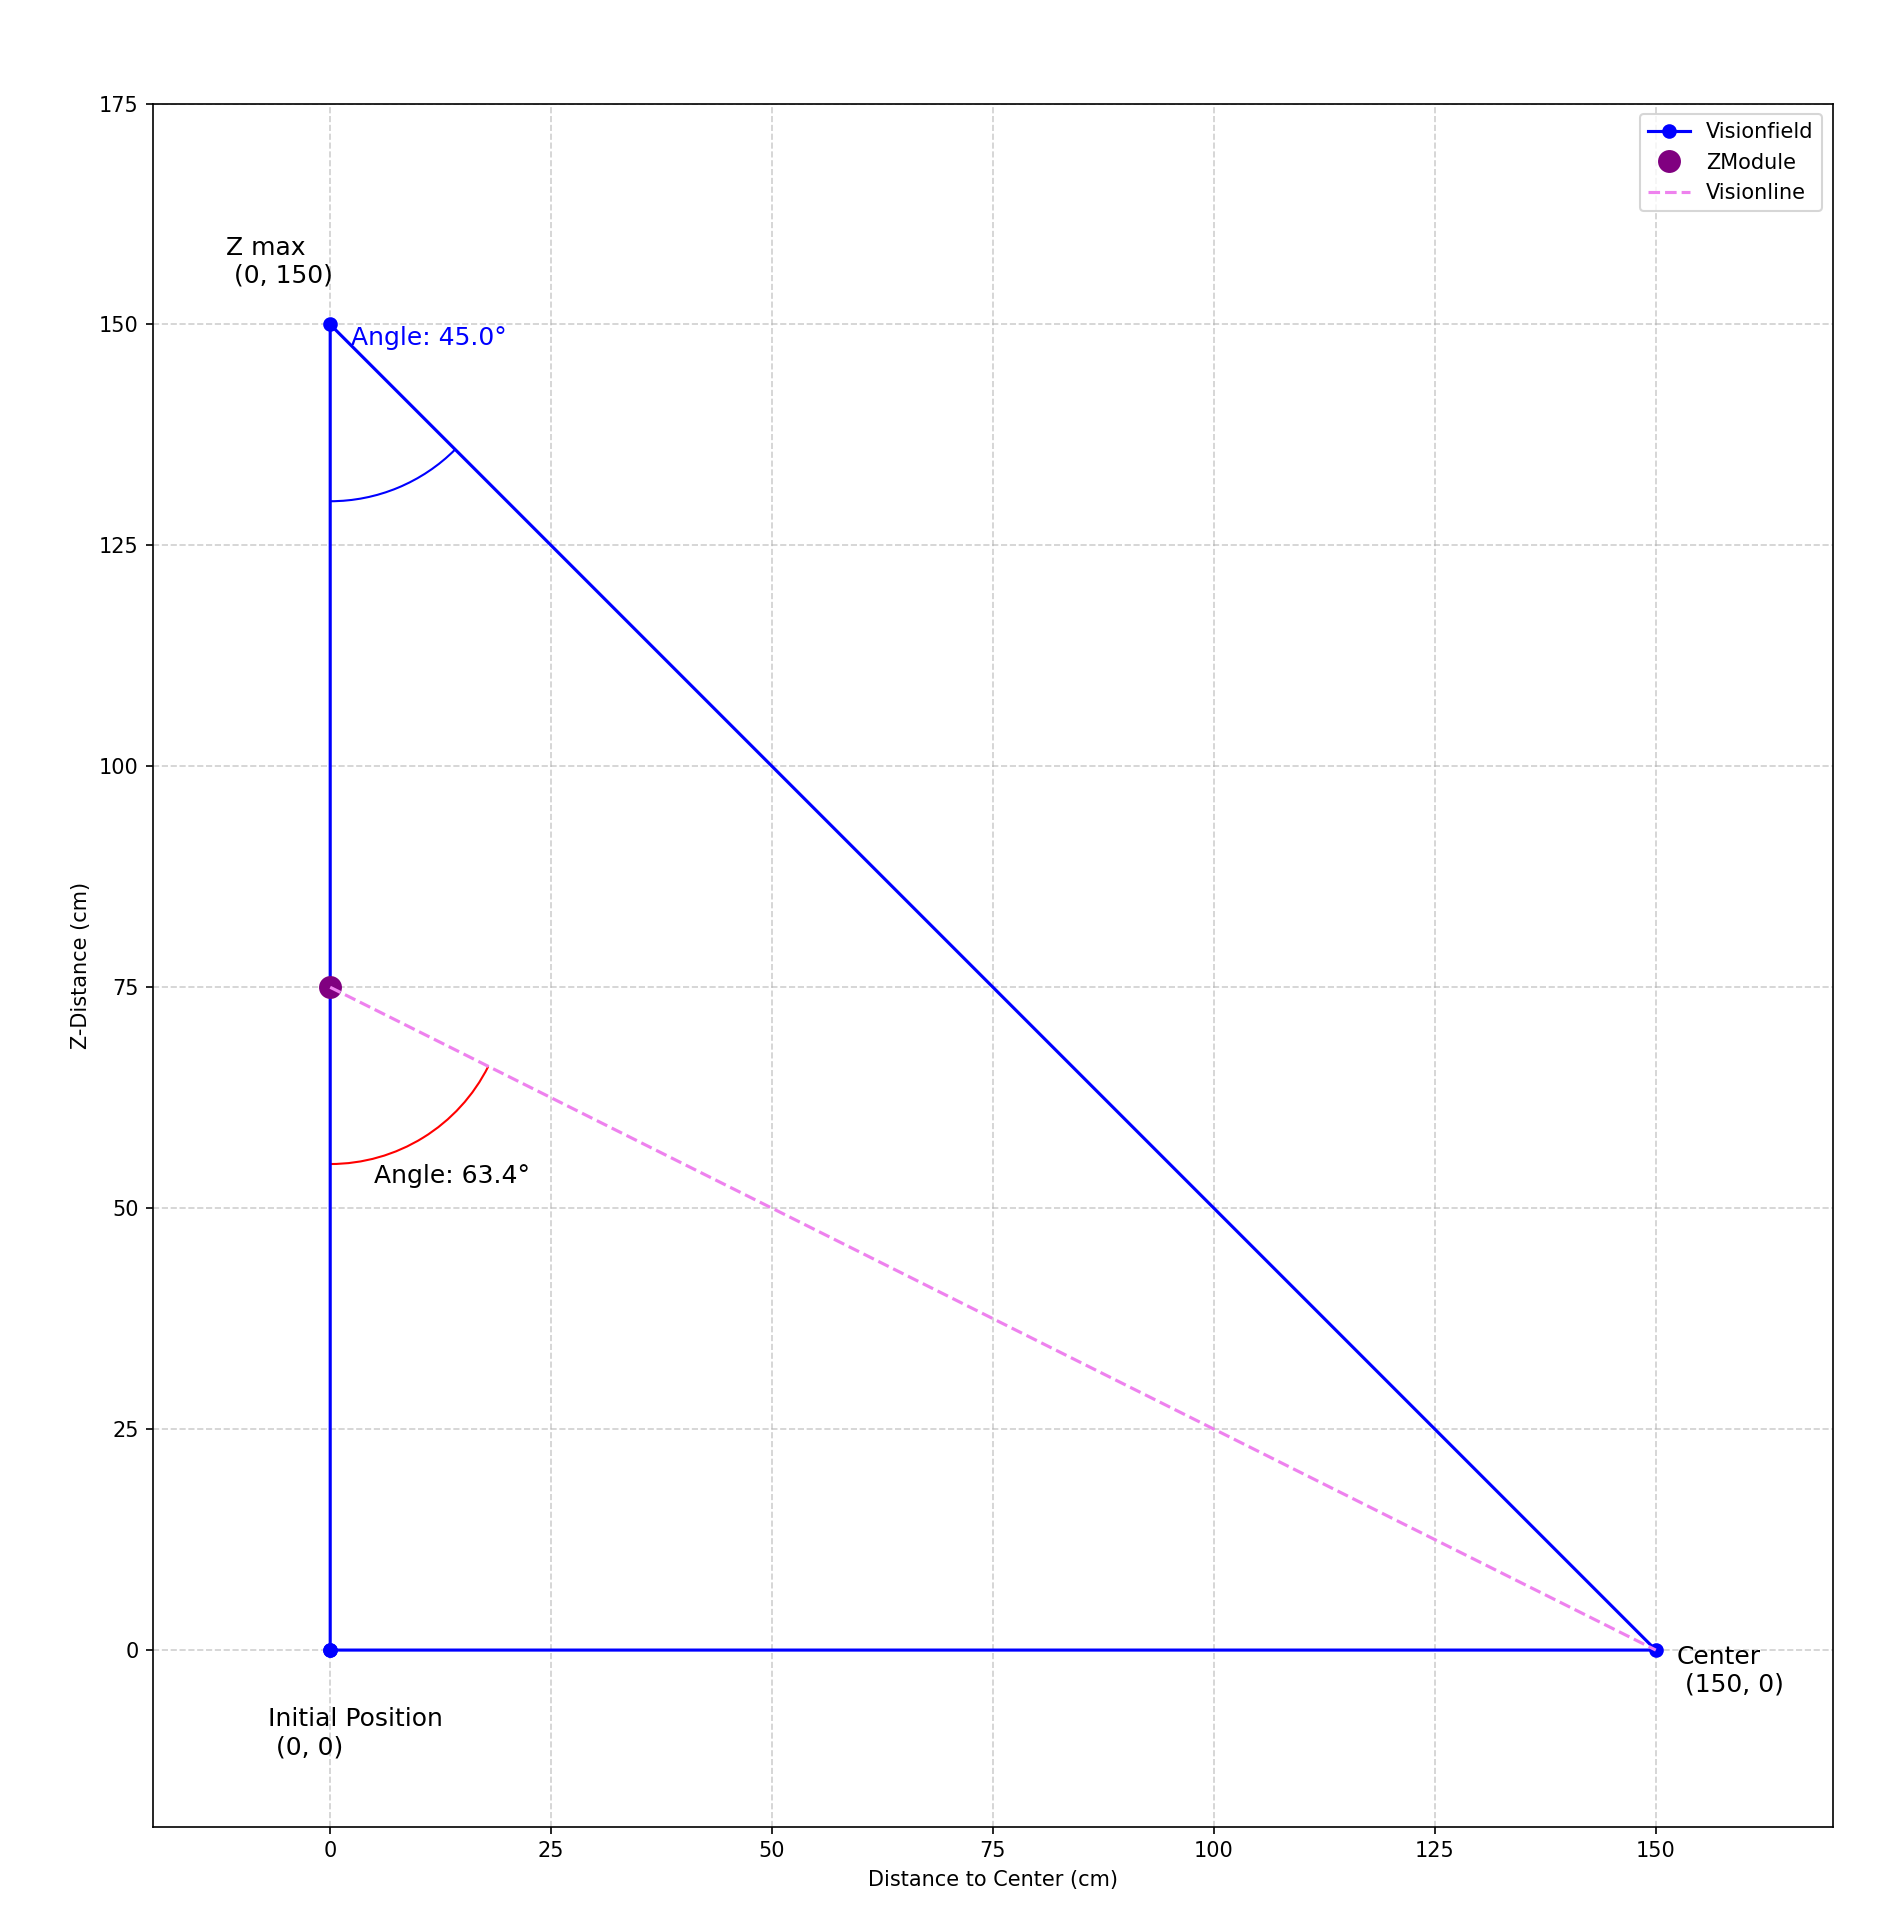 175
Visionfield
ZModule
Visionline
Z max
(0, 150)
150
Angle: 45.0°
125
100
Z-Distance (cm)
75
Angle: 63.4°
50
25
0
Center
(150, 0)
Initial Position
(0, 0)
0 25 50 75 100 125 150
Distance to Center (cm)